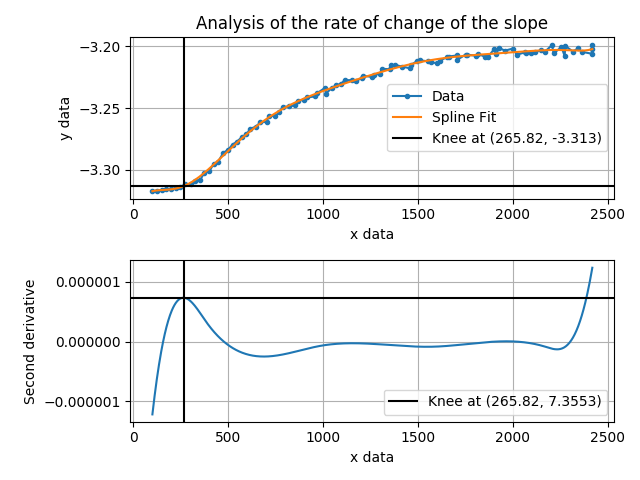 Analysis of the rate of change of the slope
y data
−3.20
−3.25
−3.30
Data
Spline Fit
Knee at (265.82, -3.313)
0 500 1000 1500 2000 2500
x data
Second derivative
0.000001
0.000000
−0.000001
Knee at (265.82, 7.3553)
0 500 1000 1500 2000 2500
x data